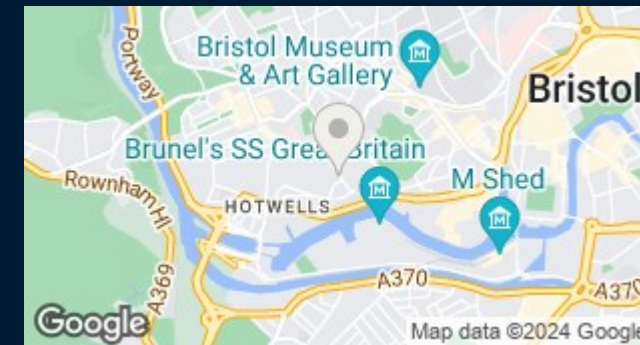 Bristol Museum
& Art Gallery
Portway
Bristol
Brunel's SS Great Britain
M Shed
Rownham Hl
HOTWELLS
A369
A370
A370
Google
Map data ©2024 Google